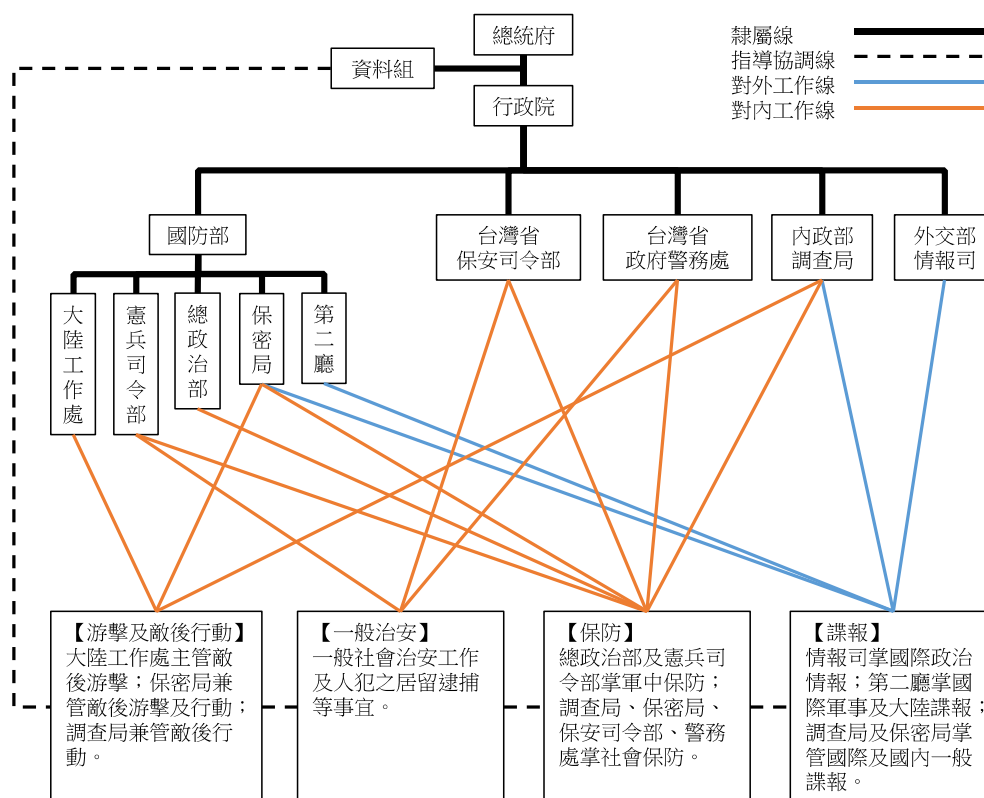 總統府
資料組
行政院
隸屬線
指導協調線
對外工作線
對內工作線
國防部
台灣省
保安司令部
台灣省
政府警務處
內政部
調查局
外交部
情報司
大陸工作處
憲兵司令部
總政治部
保密局
第二廳
【游擊及敵後行動】
大陸工作處主管敵
後游擊；保密局兼
管敵後游擊及行動；
調查局兼管敵後行
動。
【一般治安】
一般社會治安工作
及人犯之居留逮捕
等事宜。
【保防】
總政治部及憲兵司
令部掌軍中保防；
調查局、保密局、
保安司令部、警務
處掌社會保防。
【諜報】
情報司掌國際政治
情報；第二廳掌國
際軍事及大陸諜報；
調查局及保密局掌
管國際及國內一般
諜報。